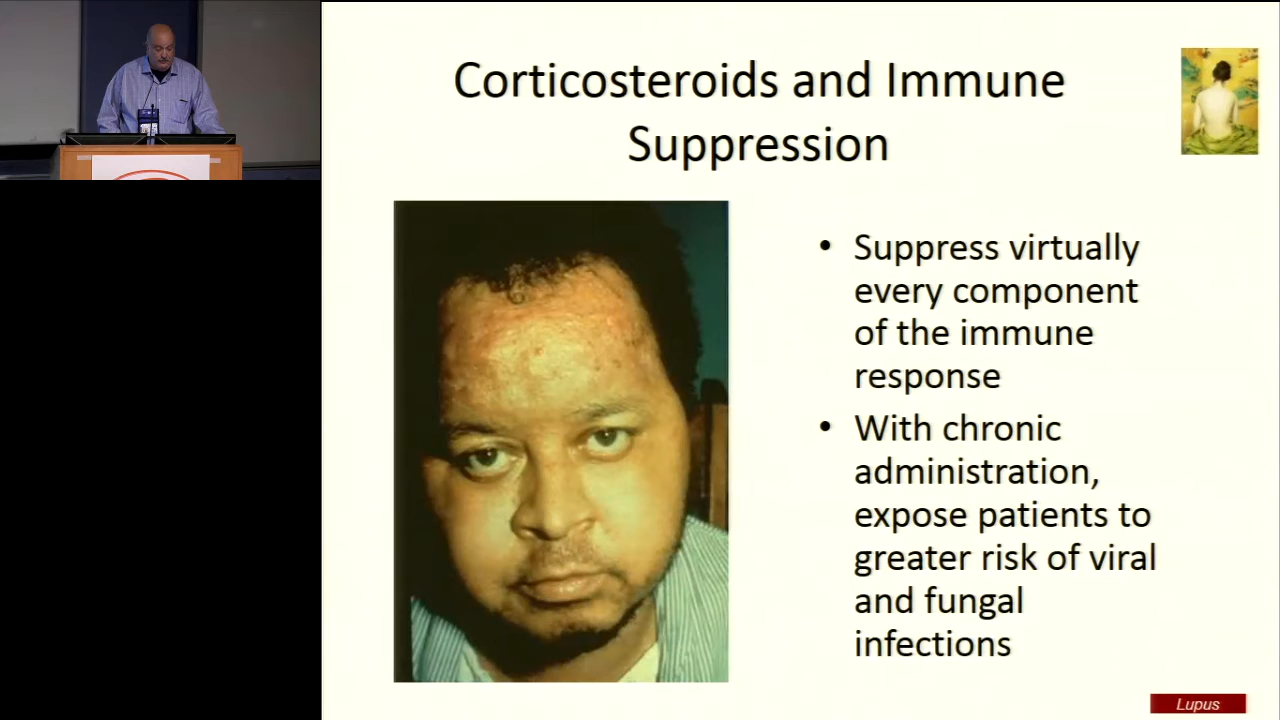 Corticosteroids and Immune
Suppression
• Suppress virtually
every component
of the immune
response
• With chronic
administration,
expose patients to
greater risk of viral
and fungal
infections
Lupus